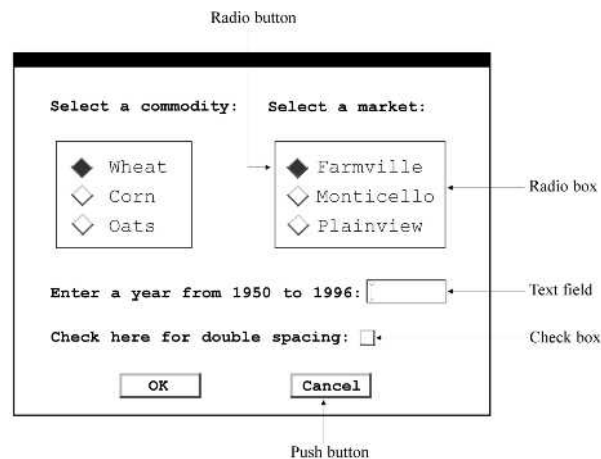 Radio button
Select a commodity: Select a market:
Wheat Farmville
Corn Monticello
Radio box
Oats Plainview
Enter a year from 1950 to 1996: Text field
Check here for double spacing: Check box
OK Cancel
Push button